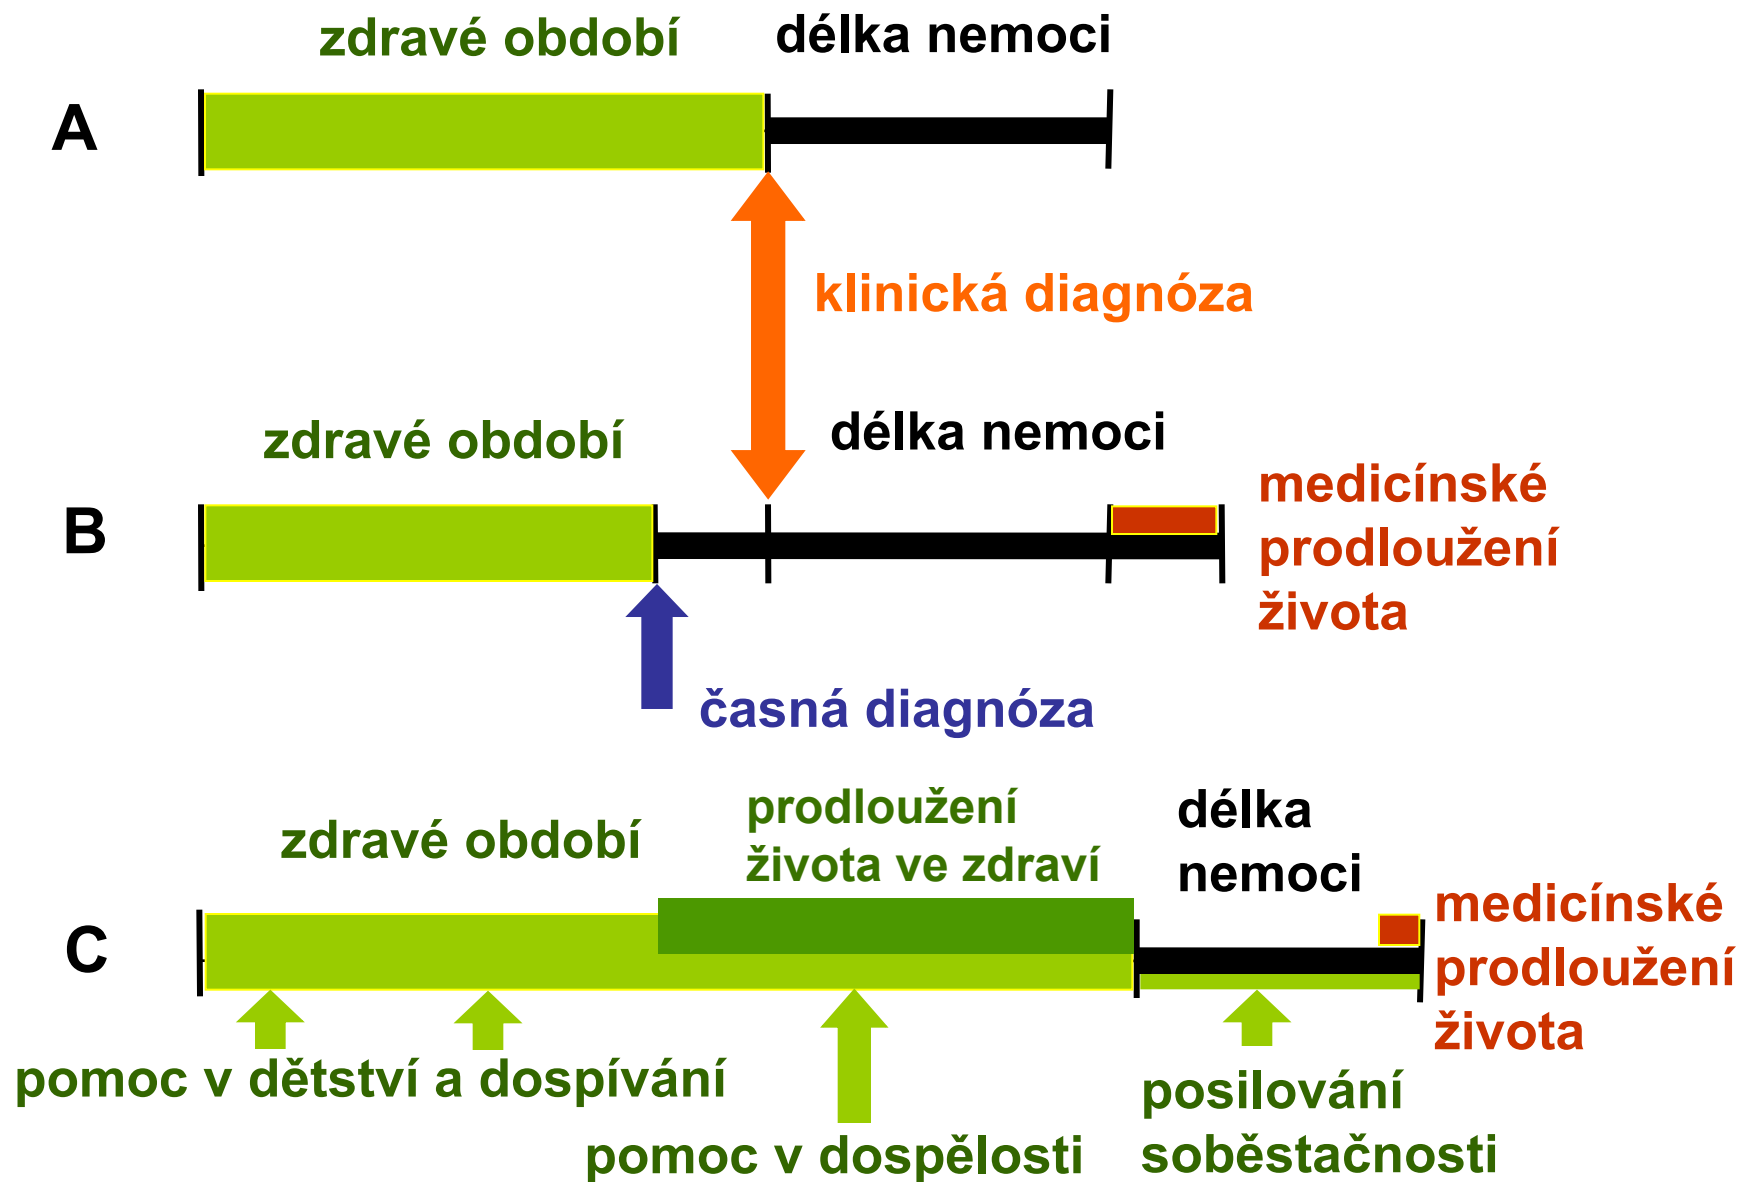 zdravé období
délka nemoci
A
klinická diagnóza
zdravé období
délka nemoci
B
medicínské
prodloužení
života
časná diagnóza
zdravé období
prodloužení
života ve zdraví
délka
nemoci
C
medicínské
prodloužení
života
pomoc v dětství a dospívání
pomoc v dospělosti
posilování
soběstačnosti